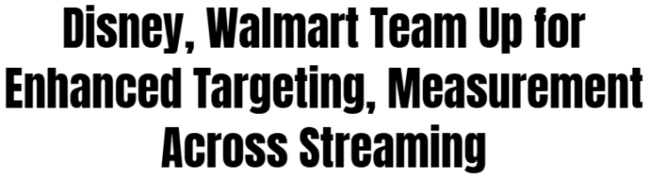 Disney, Walmart Team Up for
Enhanced Targeting, Measurement
Across Streaming